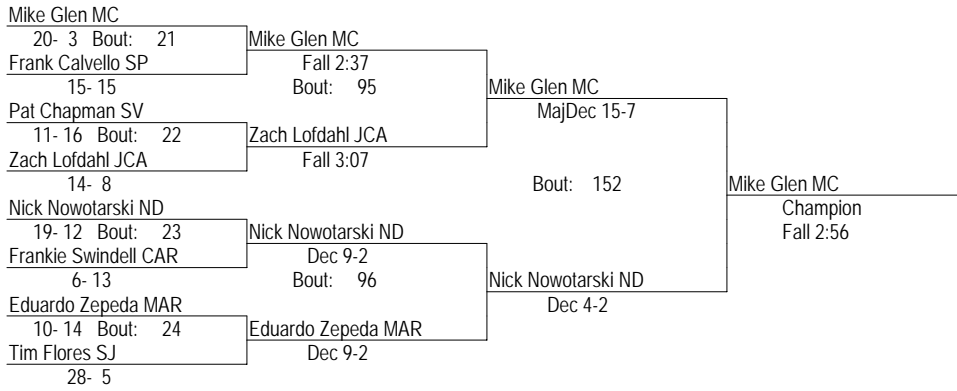 Mike Glen MC
20- 3 Bout: 21
Frank Calvello SP
15- 15
Pat Chapman SV
11- 16 Bout: 22
Zach Lofdahl JCA
14- 8
Nick Nowotarski ND
19- 12 Bout: 23
Frankie Swindell CAR
6- 13
Eduardo Zepeda MAR
10- 14 Bout: 24
Tim Flores SJ
28- 5
Mike Glen MC
Fall 2:37
Bout: 95
Zach Lofdahl JCA
Fall 3:07
Nick Nowotarski ND
Dec 9-2
Bout: 96
Eduardo Zepeda MAR
Dec 9-2
Mike Glen MC
MajDec 15-7
Bout: 152
Nick Nowotarski ND
Dec 4-2
Mike Glen MC
Champion
Fall 2:56